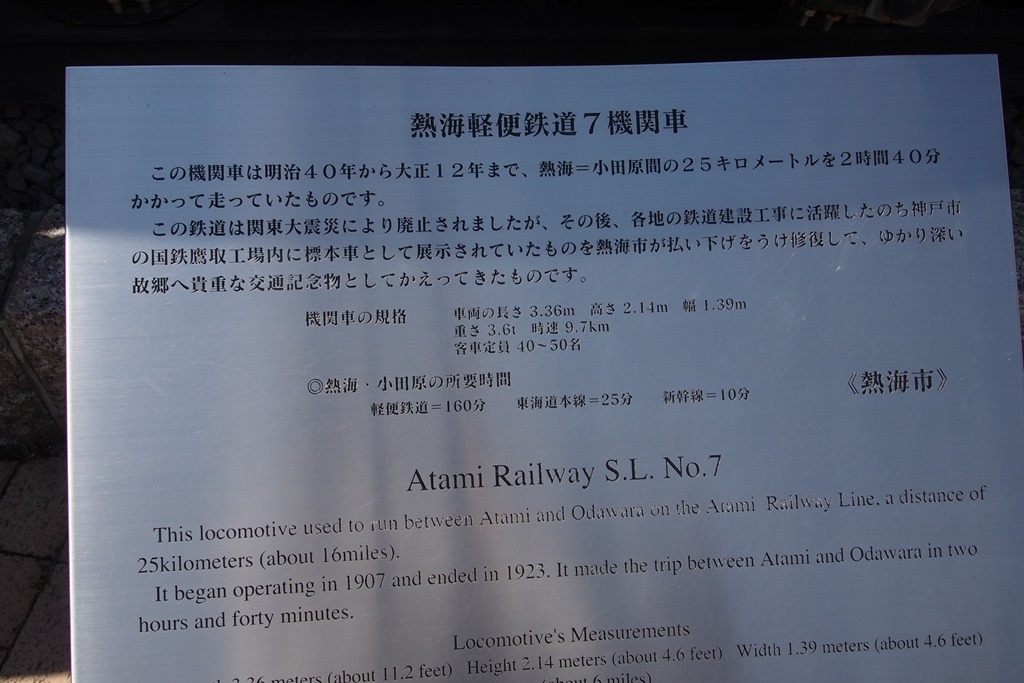 熱海軽便鉄道７機関車
この機関車は明治４０年から大正１２年まで、熱海＝小田原間の２５キロメートルを２時間４０分
かかって走っていたものです。
この鉄道は関東大震災により廃止されましたが、その後、各地の鉄道建設工事に活躍したのち神戸市
の国鉄鷹取工場内に標本車として展示されていたものを熱海市が払い下げをうけ修復して、ゆかり深い
故郷へ貴重な交通記念物としてかえってきたものです。
機関車の規格　車両の長さ 3.36m　高さ 2.14m　幅 1.39m
重さ 3.6t　時速 9.7km
客車定員 40～50名
◎熱海・小田原の所要時間
軽便鉄道＝160分　東海道本線＝25分　新幹線＝10分
《熱海市》
Atami Railway S.L. No.7
This locomotive used to run between Atami and Odawara on the Atami Railway Line, a distance of
25kilometers (about 16miles).
It began operating in 1907 and ended in 1923. It made the trip between Atami and Odawara in two
hours and forty minutes.
Locomotive's Measurements
3.36 meters (about 11.2 feet) Height 2.14 meters (about 4.6 feet) Width 1.39 meters (about 4.6 feet)
(about 6 miles)